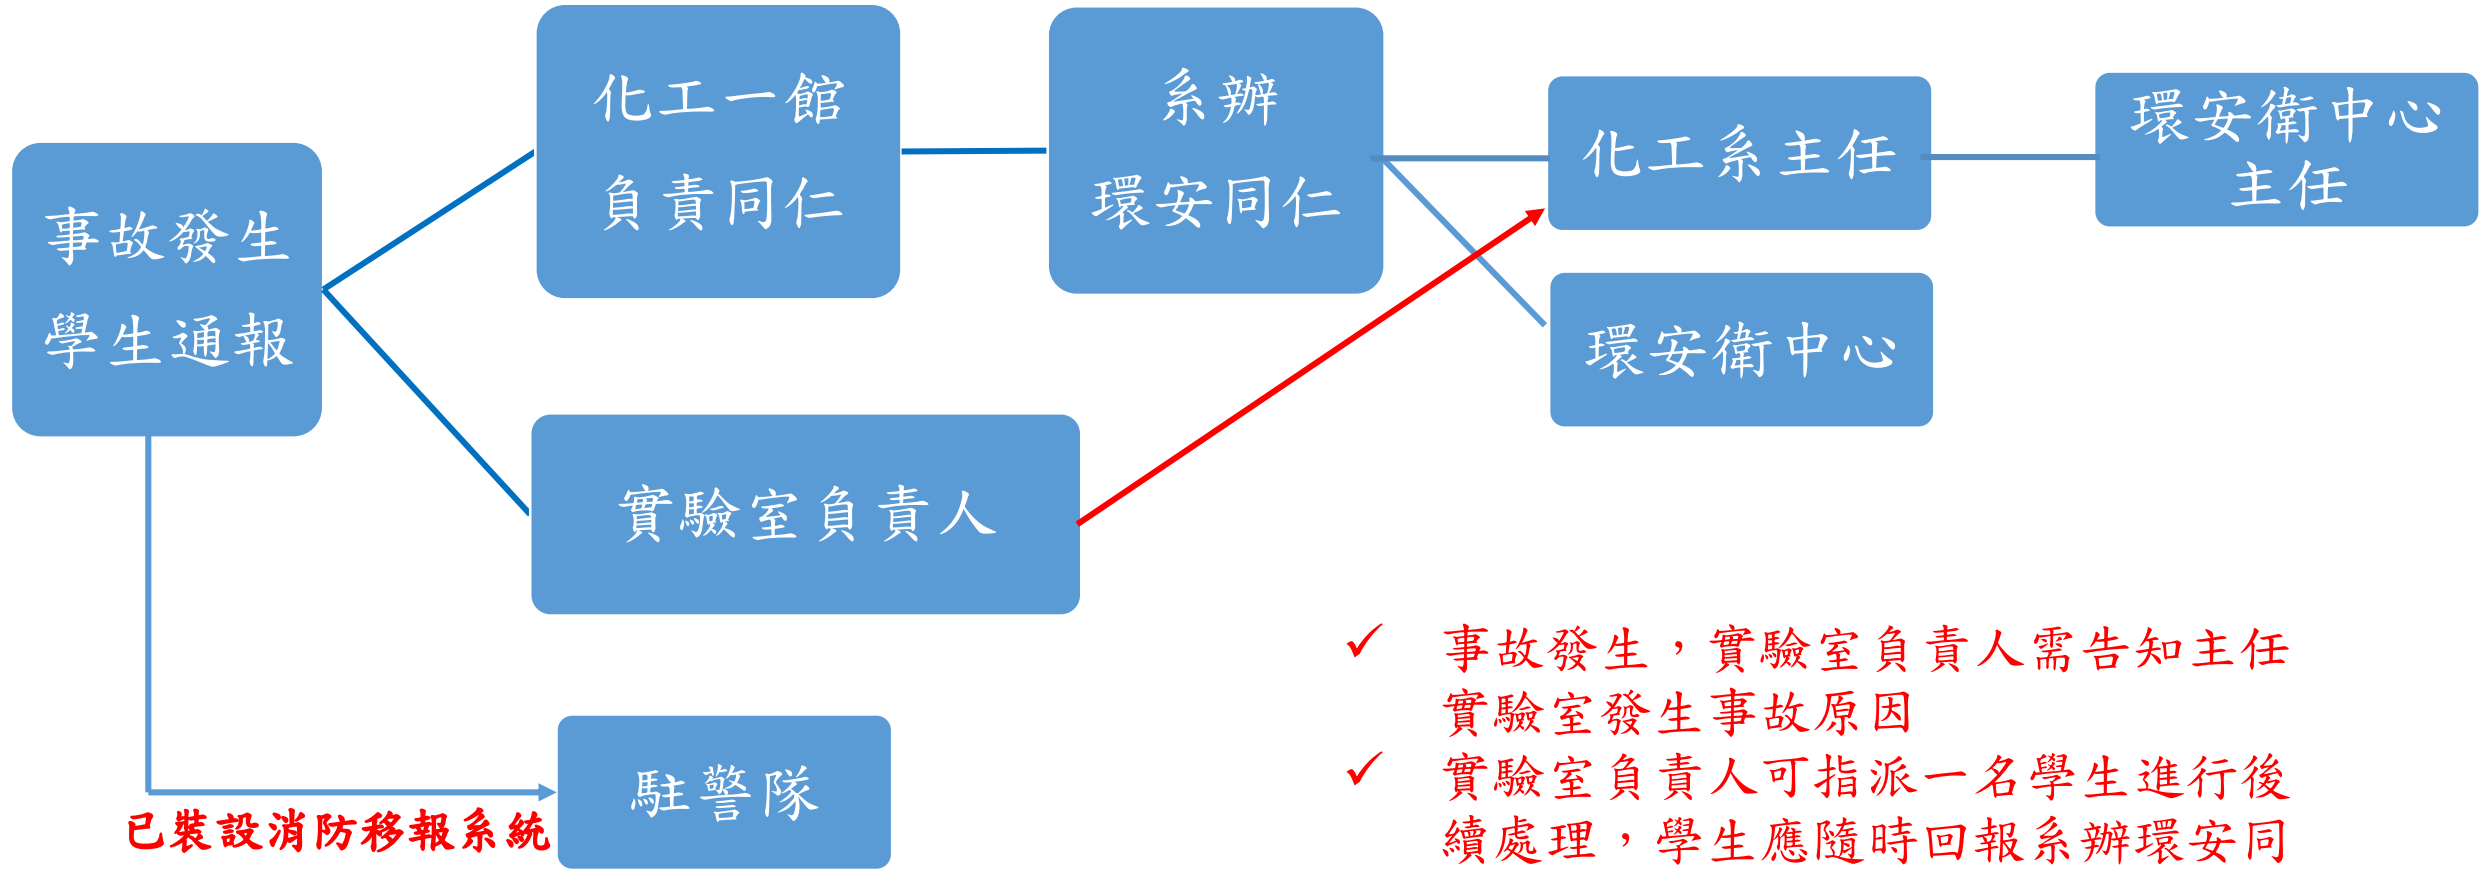 事故發生
學生通報
化工一館
負責同仁
系辦
環安同仁
化工系主任
環安衛中心
主任
環安衛中心
實驗室負責人
駐警隊
已裝設消防移報系統
✓ 事故發生，實驗室負責人需告知主任
實驗室發生事故原因
✓ 實驗室負責人可指派一名學生進行後
續處理，學生應隨時回報系辦環安同